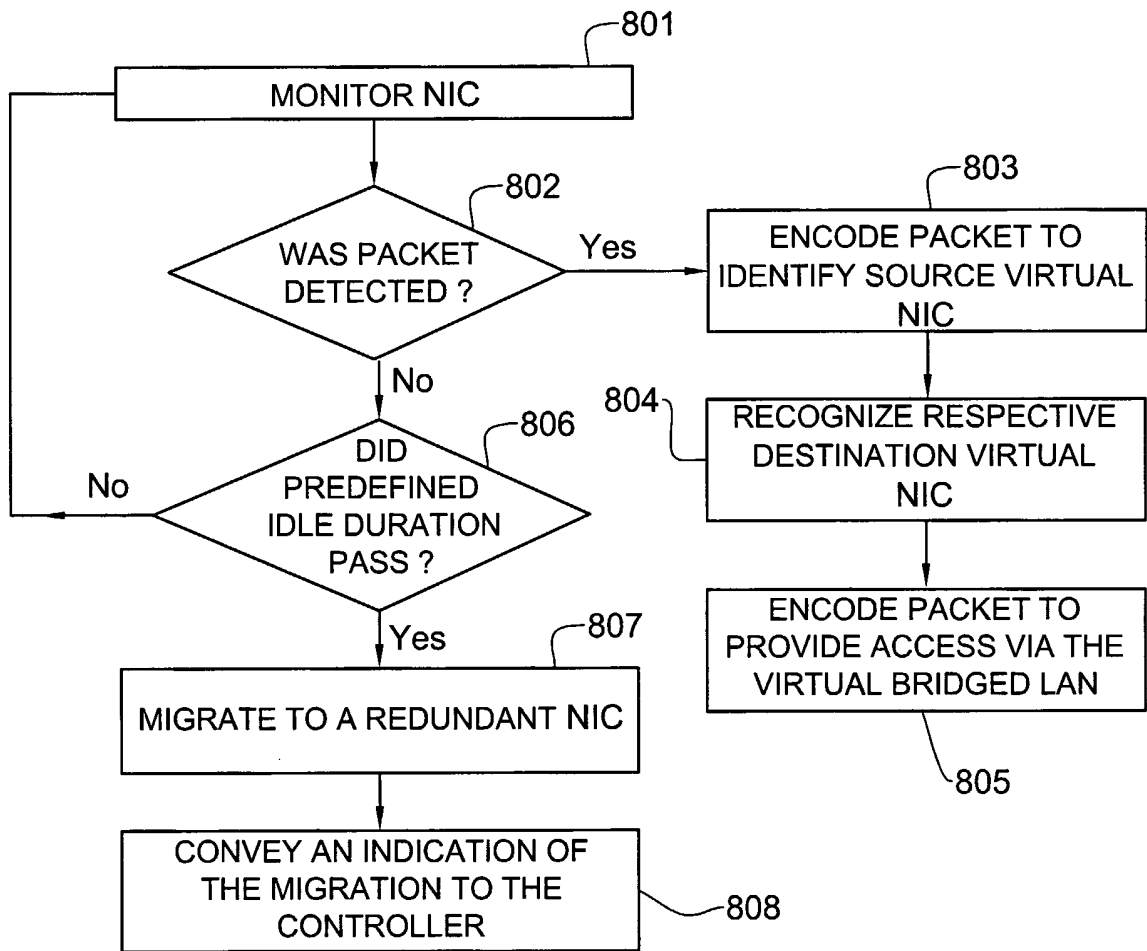 801
MONITOR NIC
802
WAS PACKET
DETECTED ?
Yes
803
ENCODE PACKET TO
IDENTIFY SOURCE VIRTUAL
NIC
No
804
RECOGNIZE RESPECTIVE
DESTINATION VIRTUAL
NIC
806
DID
PREDEFINED
IDLE DURATION
PASS ?
No
ENCODE PACKET TO
PROVIDE ACCESS VIA THE
VIRTUAL BRIDGED LAN
805
Yes
807
MIGRATE TO A REDUNDANT NIC
CONVEY AN INDICATION OF
THE MIGRATION TO THE
CONTROLLER
808